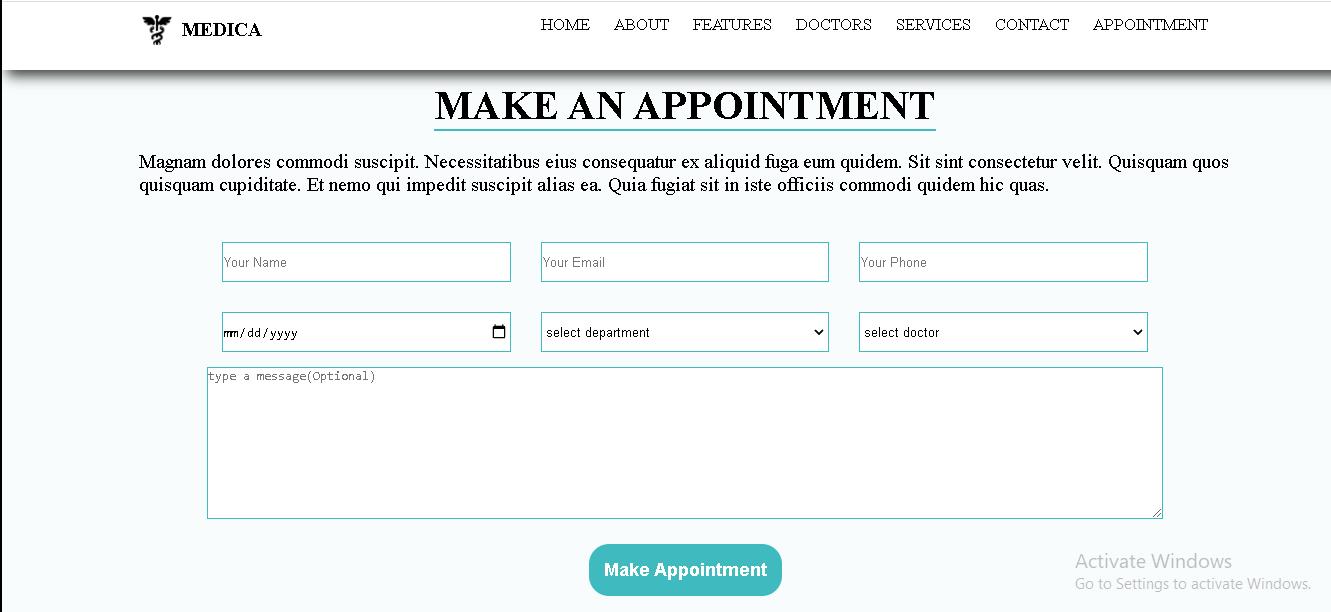 MEDICA
HOME ABOUT FEATURES DOCTORS SERVICES CONTACT APPOINTMENT
MAKE AN APPOINTMENT
Magnam dolores commodi suscipit. Necessitatibus eius consequatur ex aliquid fuga eum quidem. Sit sint consectetur velit. Quisquam quos
quisquam cupiditate. Et nemo qui impedit suscipit alias ea. Quia fugiat sit in iste officiis commodi quidem hic quas.
Your Name Your Email Your Phone
mm/dd/yyyy select department select doctor
type a message(Optional)
Make Appointment
Activate Windows
Go to Settings to activate Windows.